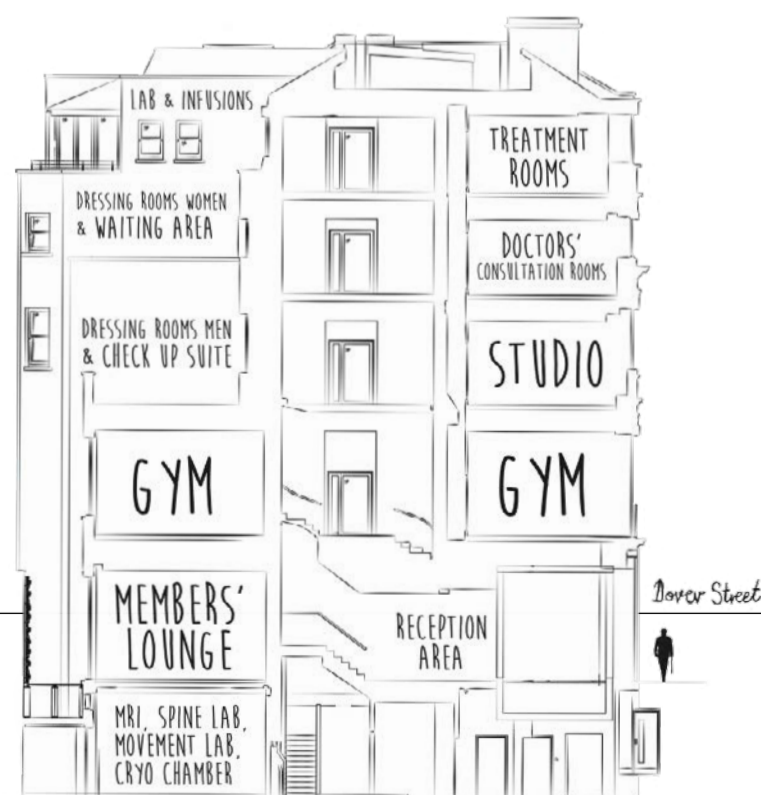 LAB & INFUSIONS
TREATMENT
ROOMS
DRESSING ROOMS WOMEN
& WAITING AREA
DOCTORS'
CONSULTATION ROOMS
DRESSING ROOMS MEN
& CHECK UP SUITE
STUDIO
GYM
GYM
MEMBERS'
LOUNGE
RECEPTION
AREA
Dover Street
MRI, SPINE LAB,
MOVEMENT LAB,
CRYO CHAMBER